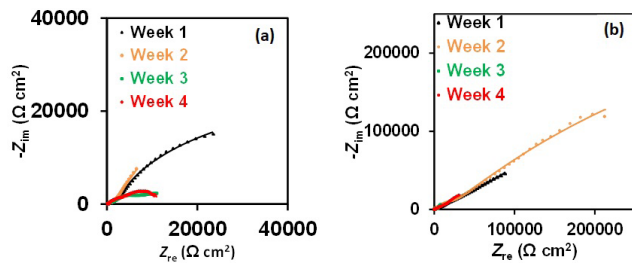 (a)
Week 1
Week 2
Week 3
Week 4
-Zim (Ω cm²)
40000
20000
0
0
20000
40000
Zre (Ω cm²)
(b)
Week 1
Week 2
Week 3
Week 4
-Zim (Ω cm²)
200000
100000
0
0
100000
200000
Zre (Ω cm²)